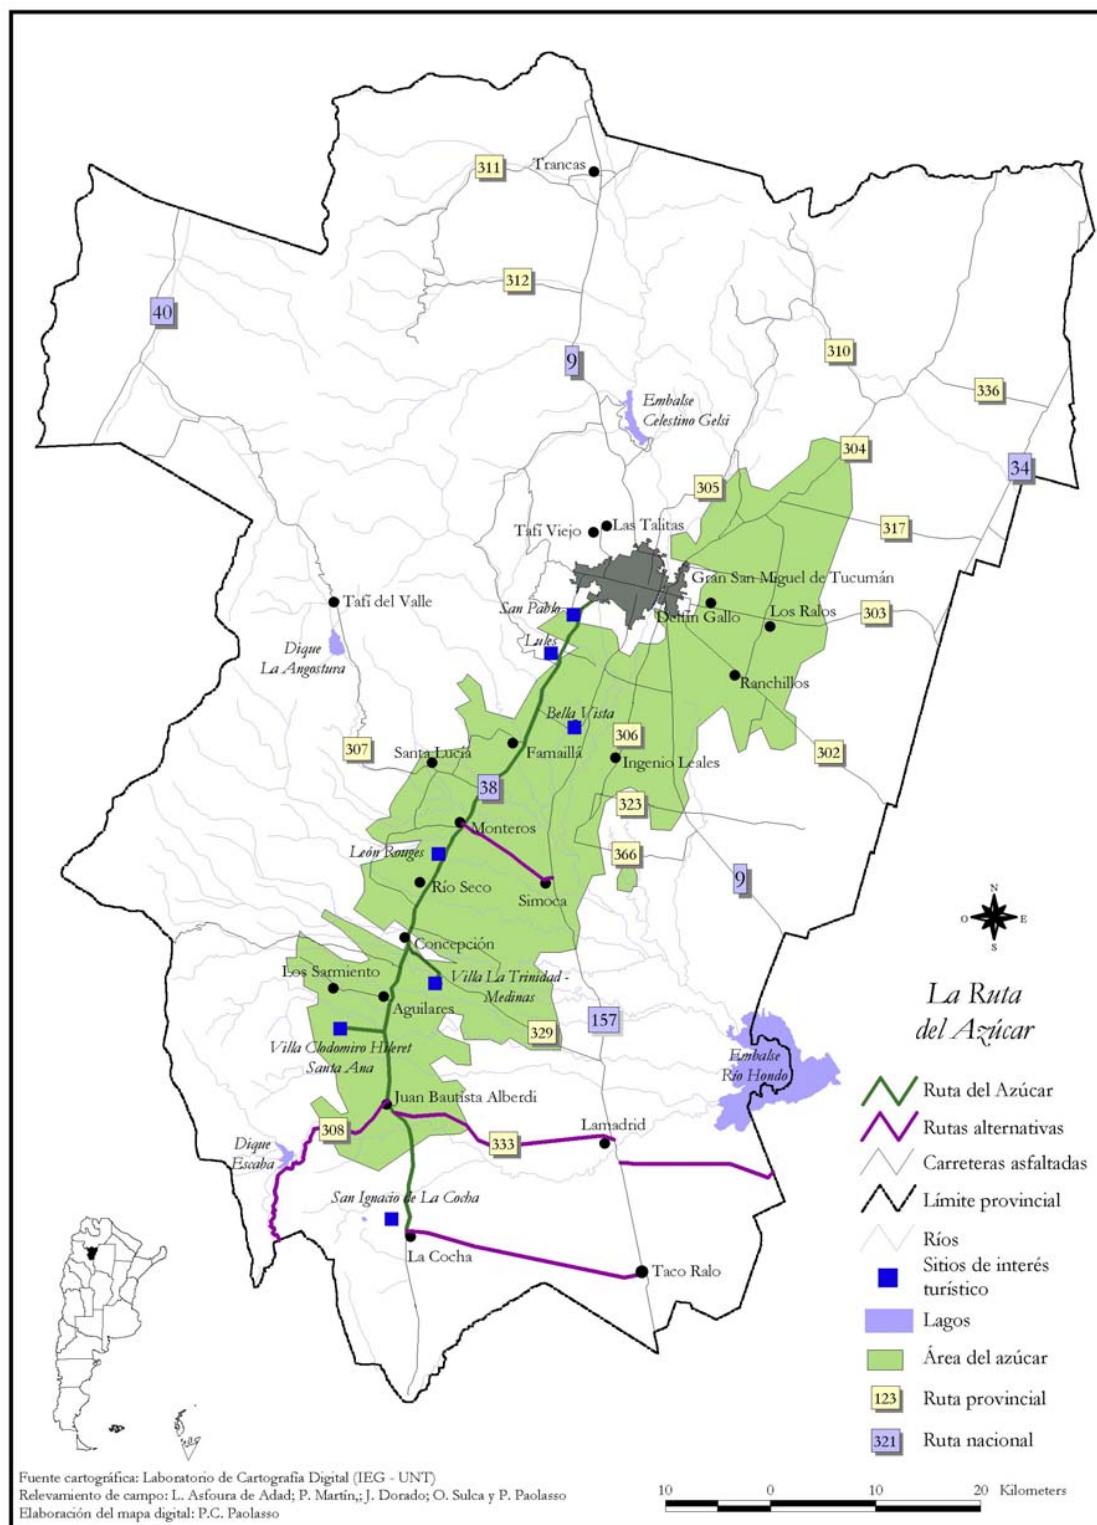 Trancas
311
312
40
9
310
336
Embalse
Celestino Gelsi
304
34
305
317
Las Talitas
Tafí Viejo
Gran San Miguel de Tucumán
Tafí del Valle
San Pablo
Delfín Gallo
Los Ralos
303
Dique
La Angostura
Lules
Ranchillos
Bella Vista
307
Santa Lucía
Famaillá
306
302
Ingenio Leales
38
323
Monteros
León Rouges
366
9
Río Seco
Simoca
N
O
E
S
Concepción
Los Sarmiento
Villa La Trinidad -
Medinas
Aguilares
La Ruta
del Azúcar
157
329
Villa Clodomiro Hileret
Santa Ana
Embalse
Río Hondo
Juan Bautista Alberdi
Ruta del Azúcar
308
Lamadrid
Rutas alternativas
Dique
Escaba
333
Carreteras asfaltadas
San Ignacio de La Cocha
Límite provincial
Ríos
La Cocha
Sitios de interés
turístico
Taco Ralo
Lagos
Área del azúcar
123
Ruta provincial
321
Ruta nacional
Fuente cartográfica: Laboratorio de Cartografía Digital (IEG - UNT)
Relevamiento de campo: L. Asfoura de Adad; P. Martín,; J. Dorado; O. Sulca y P. Paolasso
Elaboración del mapa digital: P.C. Paolasso
10 0 10 20 Kilometers